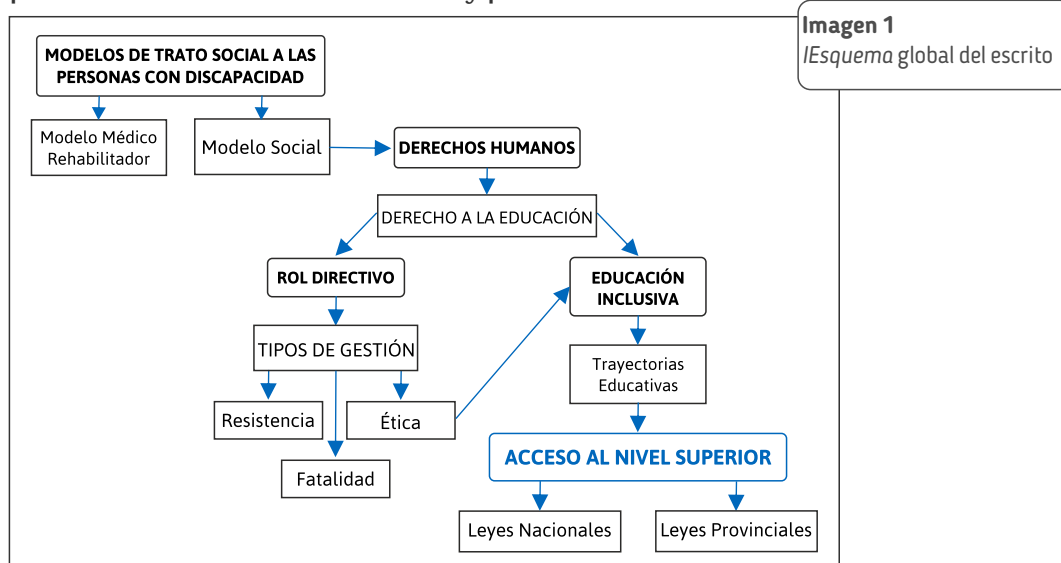 Imagen 1
lEsquema global del escrito
MODELOS DE TRATO SOCIAL A LAS
PERSONAS CON DISCAPACIDAD
Modelo Médico
Rehabilitador
Modelo Social
DERECHOS HUMANOS
DERECHO A LA EDUCACIÓN
ROL DIRECTIVO
EDUCACIÓN
INCLUSIVA
TIPOS DE GESTIÓN
Trayectorias
Educativas
Resistencia
Ética
Fatalidad
ACCESO AL NIVEL SUPERIOR
Leyes Nacionales
Leyes Provinciales